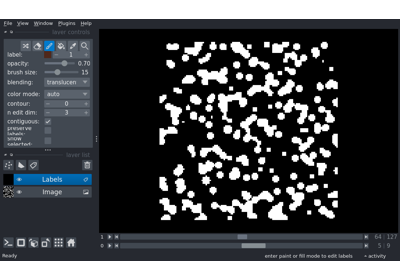 File View Window Plugins Help
layer controls
label: 1
opacity: 0.70
brush size: 15
blending: translucen
color mode: auto
contour: 0
n edit dim: 3
contiguous:
preserve labels:
show selected:
layer list
Labels
Image
1 64 127
0 5 9
Ready enter paint or fill mode to edit labels activity